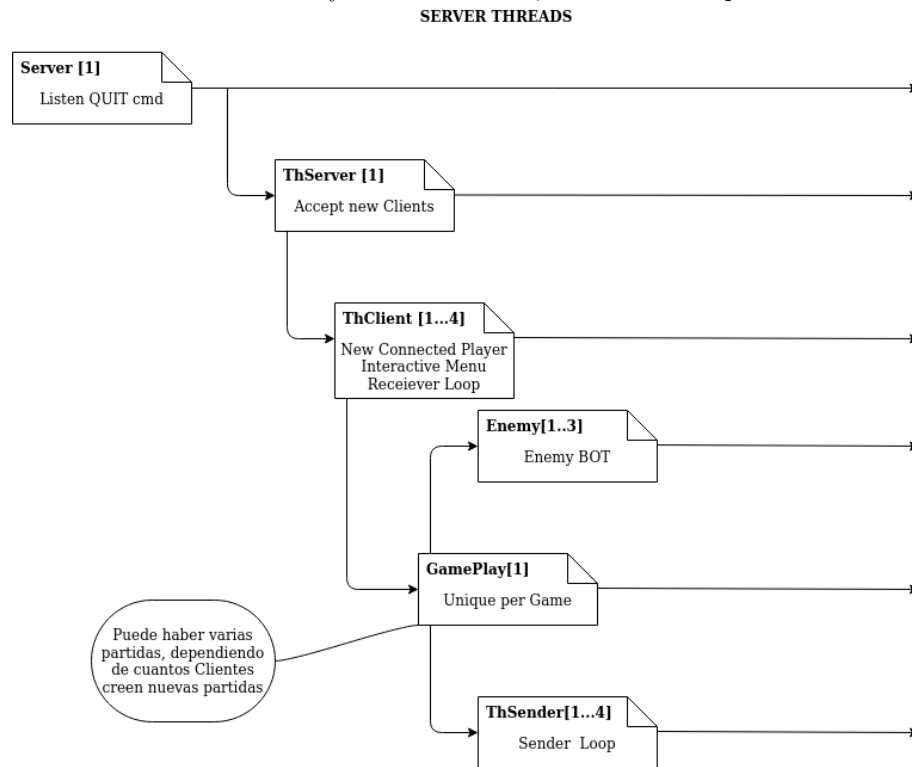 SERVER THREADS
Server [1]
Listen QUIT cmd
ThServer [1]
Accept new Clients
ThClient [1...4]
New Connected Player
Interactive Menu
Receiever Loop
Enemy[1..3]
Enemy BOT
GamePlay[1]
Unique per Game
Puede haber varias
partidas, dependiendo
de cuantos Clientes
creen nuevas partidas
ThSender[1...4]
Sender Loop